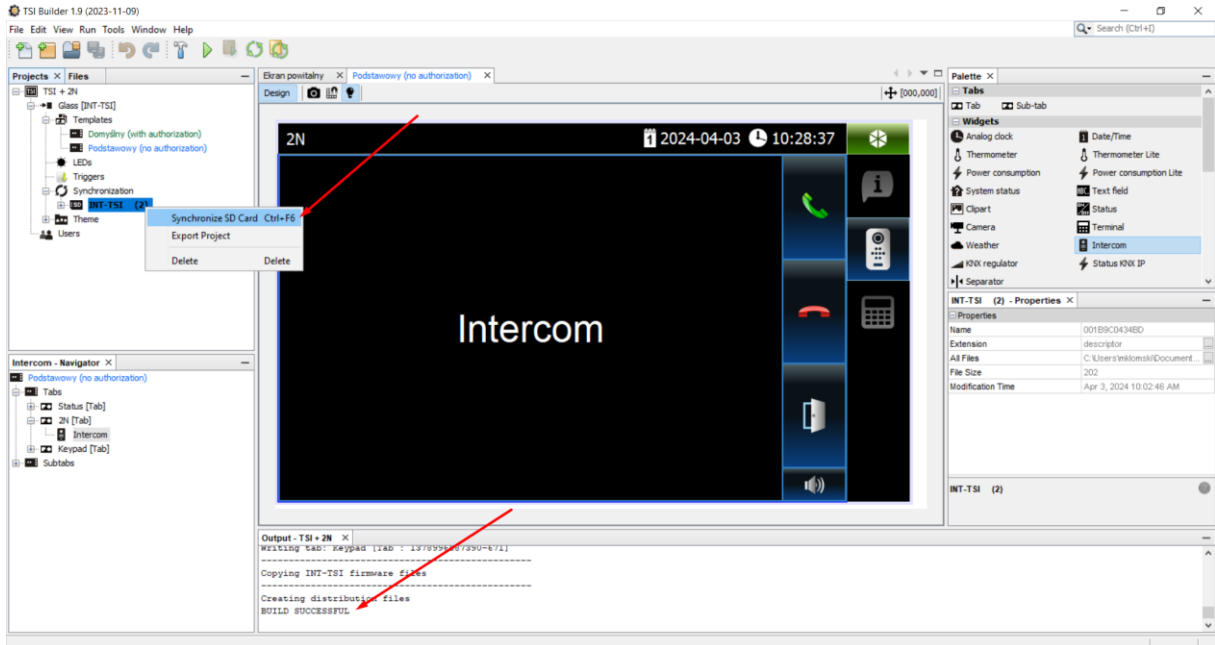 TSI Builder 1.9 (2023-11-09)
File Edit View Run Tools Window Help
Search (Ctrl+I)
Projects Files
TSI + 2N
Glass [INT-TSI]
Templates
Domyślny (with authorization)
Podstawowy (no authorization)
LEDs
Triggers
Synchronization
INT-TSI (2)
Theme
Users
Synchronize SD Card Ctrl+F6
Export Project
Delete Delete
Intercom - Navigator
Podstawowy (no authorization)
Tabs
Status [Tab]
2N [Tab]
Intercom
Keypad [Tab]
Subtabs
Ekran powitalny Podstawowy (no authorization)
Design [000,000]
2N 2024-04-03 10:28:37
Intercom
Output - TSI + 2N
Copying INT-TSI firmware files
Creating distribution files
BUILD SUCCESSFUL
Palette
Tabs
Tab Sub-tab
Widgets
Analog clock Date/Time
Thermometer Thermometer Lite
Power consumption Power consumption Lite
System status Text field
Clipart Status
Camera Terminal
Weather Intercom
KNX regulator Status KNX IP
Separator
INT-TSI (2) - Properties
Properties
Name 001B9C0434BD
Extension descriptor
All Files C:\Users\mklomski\Document...
File Size 202
Modification Time Apr 3, 2024 10:02:46 AM
INT-TSI (2)